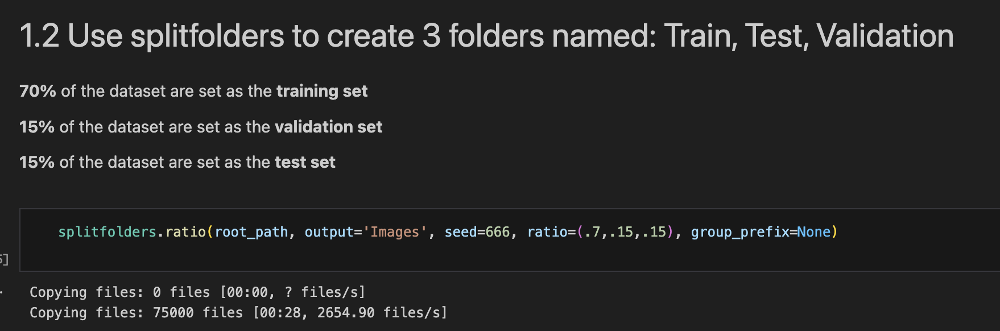 1.2 Use splitfolders to create 3 folders named: Train, Test, Validation
70% of the dataset are set as the training set
15% of the dataset are set as the validation set
15% of the dataset are set as the test set
splitfolders.ratio(root_path, output='Images', seed=666, ratio=(.7,.15,.15), group_prefix=None)
]
Copying files: 0 files [00:00, ? files/s]
Copying files: 75000 files [00:28, 2654.90 files/s]